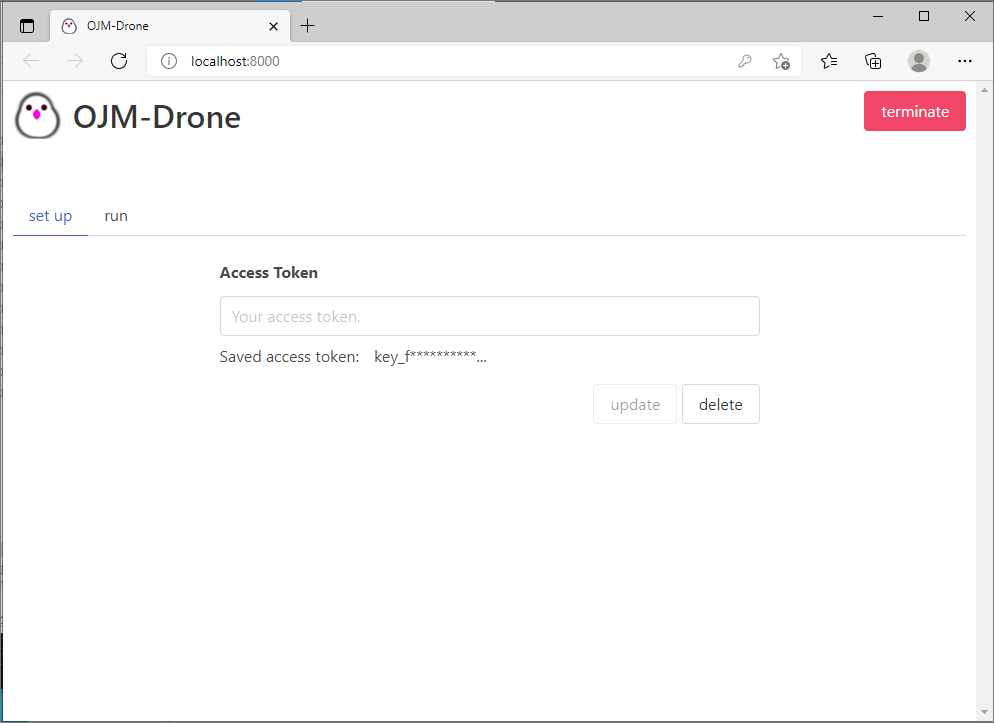 OJM-Drone
localhost:8000
OJM-Drone
terminate
set up run
Access Token
Your access token.
Saved access token: key_f**********...
update delete